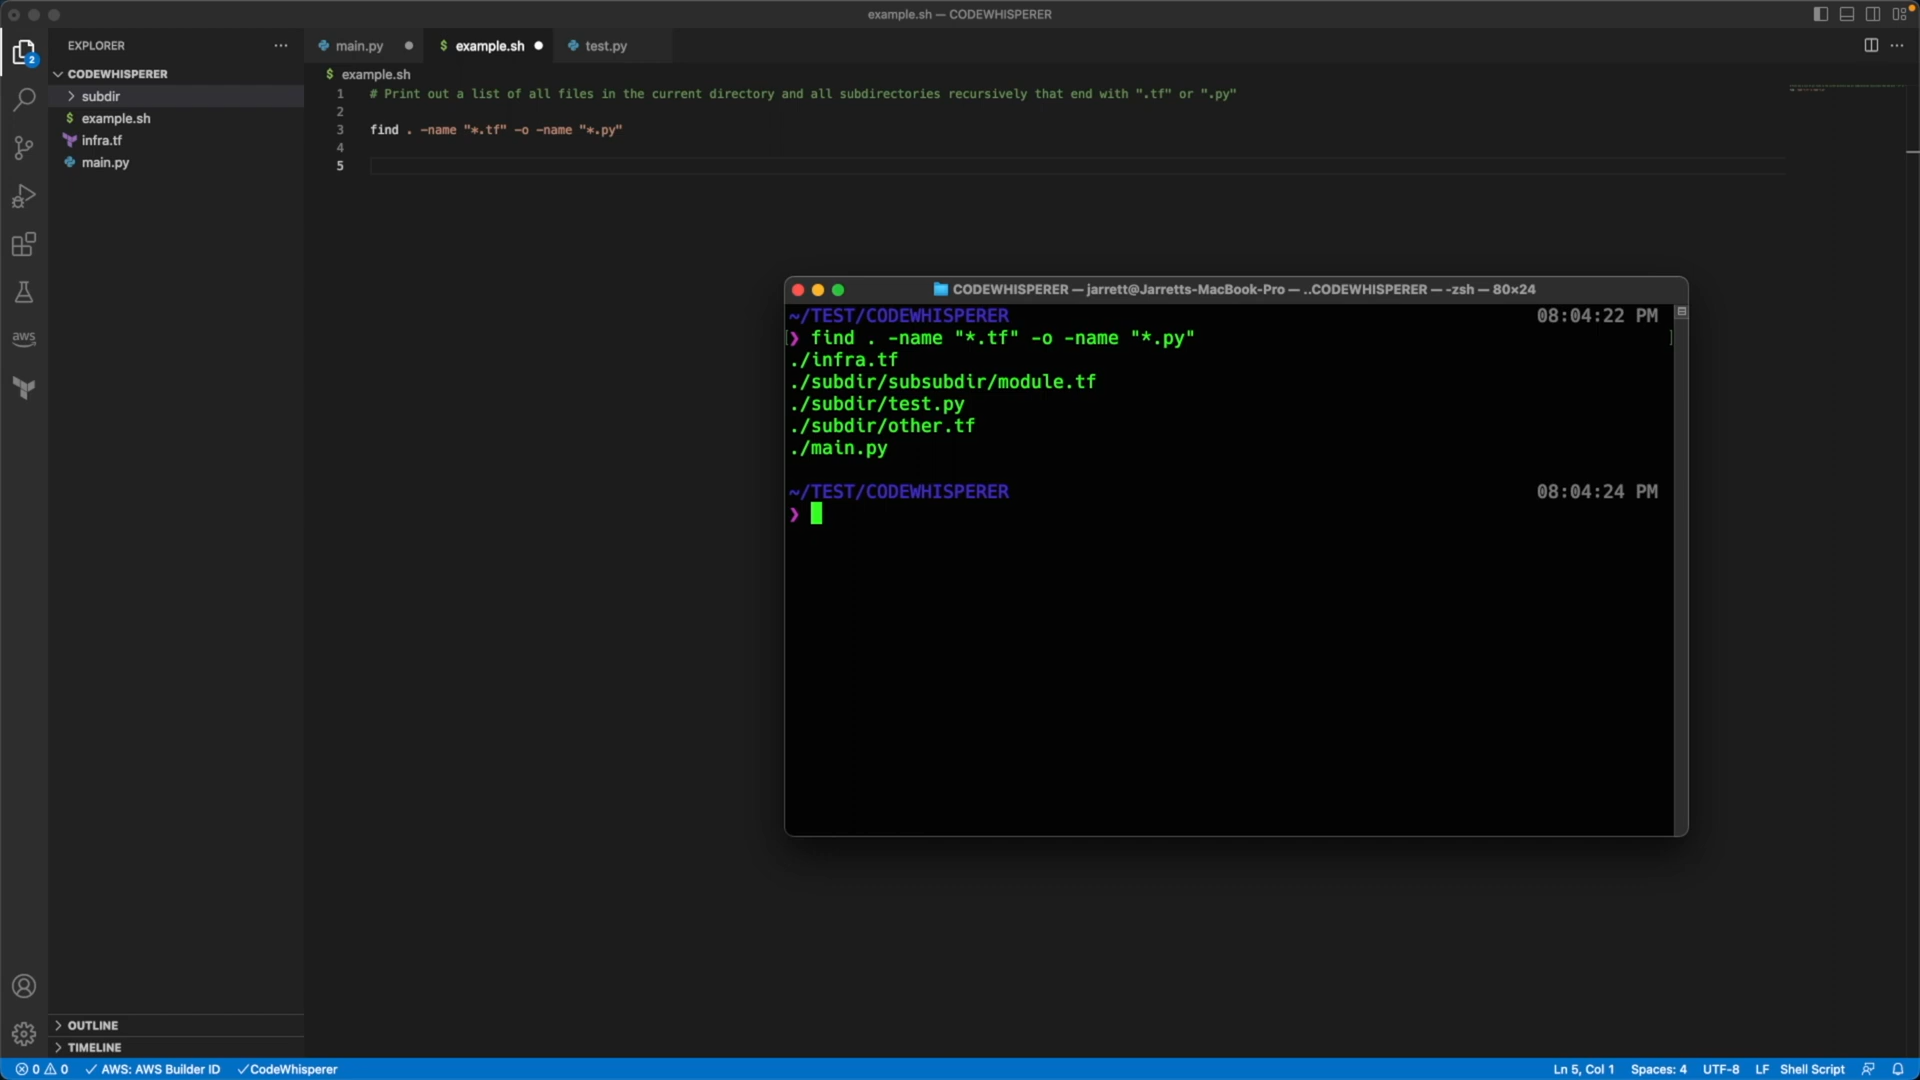 example.sh — CODEWHISPERER
EXPLORER
main.py
$ example.sh
test.py
2
CODEWHISPERER
subdir
$ example.sh
infra.tf
main.py
aws
$ example.sh
1 # Print out a list of all files in the current directory and all subdirectories recursively that end with ".tf" or ".py"
2
3 find . -name "*.tf" -o -name "*.py"
4
5
CODEWHISPERER — jarrett@Jarretts-MacBook-Pro — ..CODEWHISPERER — -zsh — 80×24
~/TEST/CODEWHISPERER 08:04:22 PM
❯ find . -name "*.tf" -o -name "*.py"
./infra.tf
./subdir/subsubdir/module.tf
./subdir/test.py
./subdir/other.tf
./main.py
~/TEST/CODEWHISPERER 08:04:24 PM
❯
OUTLINE
TIMELINE
0 0 AWS: AWS Builder ID CodeWhisperer Ln 5, Col 1 Spaces: 4 UTF-8 LF Shell Script